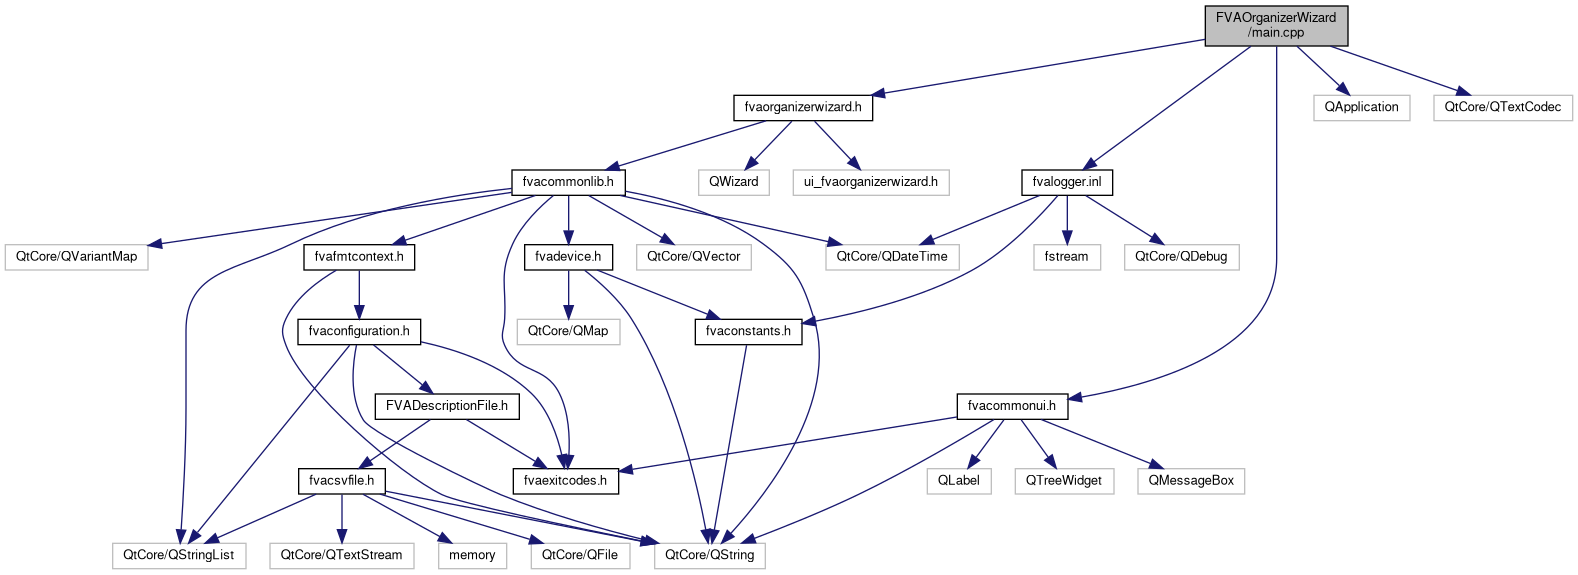 FVAOrganizerWizard
/main.cpp
fvaorganizerwizard.h
QApplication
QtCore/QTextCodec
fvacommonlib.h
QWizard
ui_fvaorganizerwizard.h
fvalogger.inl
QtCore/QVariantMap
fvafmtcontext.h
fvadevice.h
QtCore/QVector
QtCore/QDateTime
fstream
QtCore/QDebug
fvaconfiguration.h
QtCore/QMap
fvaconstants.h
FVADescriptionFile.h
fvacommonui.h
fvacsvfile.h
fvaexitcodes.h
QLabel
QTreeWidget
QMessageBox
QtCore/QStringList
QtCore/QTextStream
memory
QtCore/QFile
QtCore/QString